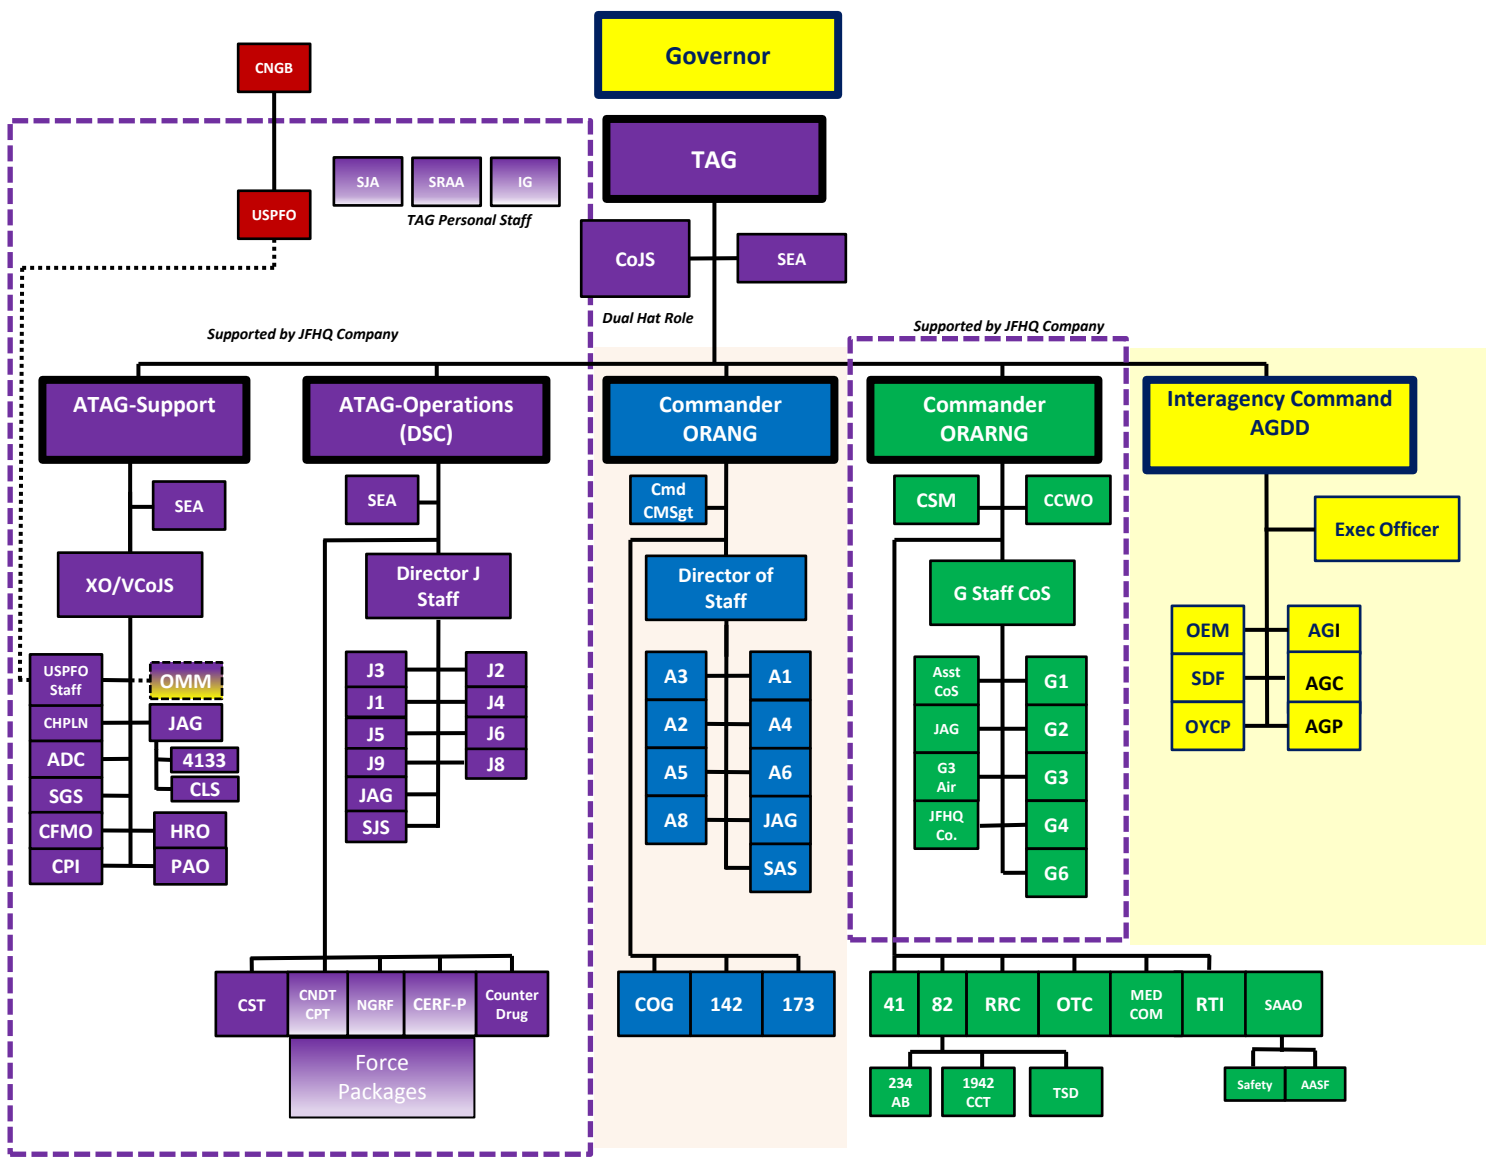 Governor
CNGB
TAG
SJA
SRAA
IG
USPFO
TAG Personal Staff
CoJS
SEA
Dual Hat Role
Supported by JFHQ Company
Supported by JFHQ Company
ATAG-Support
ATAG-Operations
(DSC)
Commander
ORANG
Commander
ORARNG
Interagency Command
AGDD
SEA
SEA
Cmd
CMSgt
CSM
CCWO
Exec Officer
XO/VCoJS
Director J
Staff
Director of
Staff
G Staff CoS
USPFO
Staff
OMM
CHPLN
JAG
ADC
4133
SGS
CLS
CFMO
HRO
CPI
PAO
J3
J2
J1
J4
J5
J6
J9
J8
JAG
SJS
A3
A1
A2
A4
A5
A6
A8
JAG
SAS
Asst
CoS
G1
JAG
G2
G3
Air
G3
JFHQ
Co.
G4
G6
OEM
AGI
SDF
AGC
OYCP
AGP
CST
CNDT
CPT
NGRF
CERF-P
Counter
Drug
Force
Packages
COG
142
173
41
82
RRC
OTC
MED
COM
RTI
SAAO
234
AB
1942
CCT
TSD
Safety
AASF